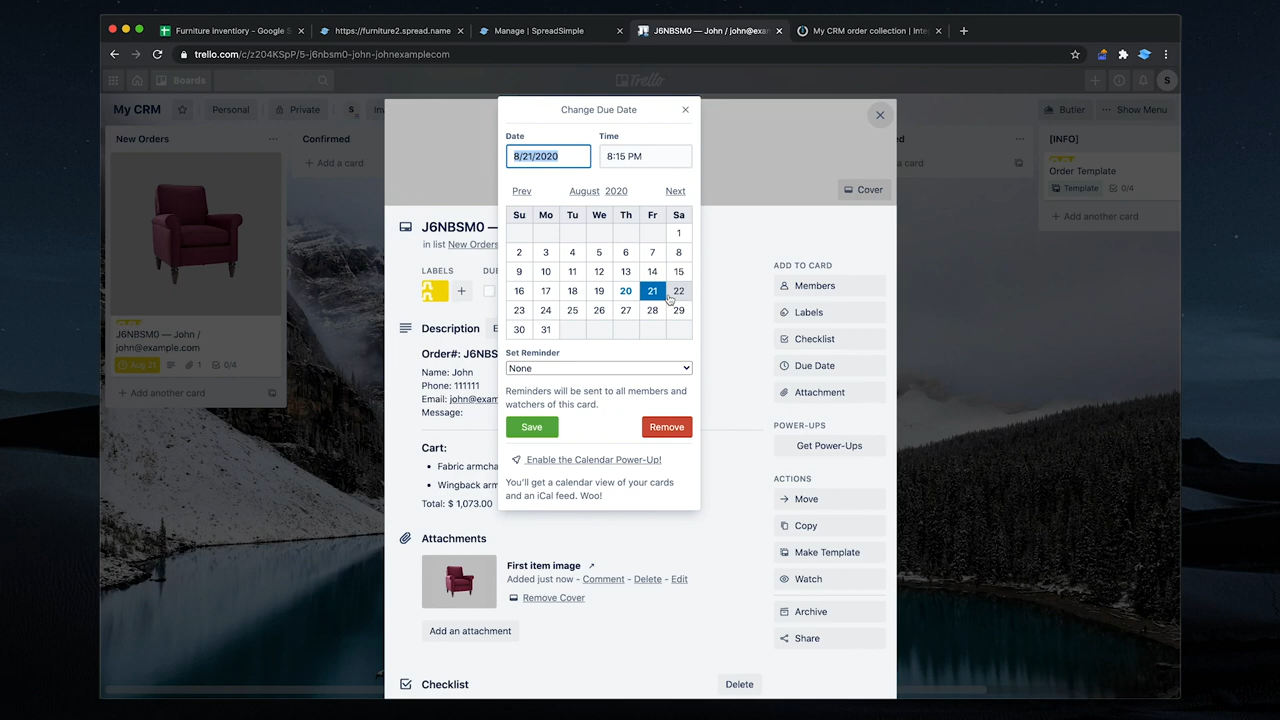 Furniture inventory - Google S
https://furniture2.spread.name
Manage | SpreadSimple
J6NBSM0 — John / john@exam
My CRM order collection | Inte
trello.com/c/z204KSpP/5-j6nbsm0-john-johnexamplecom
Boards
Trello
S
My CRM
Personal
Private
S
Inv
Butler
Show Menu
New Orders
Confirmed
Add a card
J6NBSM0 — John /
john@example.com
Aug 21
1
0/4
Add another card
d
a card
[INFO]
Order Template
Template
0/4
Add another card
Cover
J6NBSM0 —
in list New Orders
LABELS
DUE
Description
E
Order#: J6NBS
Name: John
Phone: 111111
Email: john@exam
Message:
Cart:
Fabric armcha
Wingback arm
Total: $ 1,073.00
Attachments
First item image
Added just now - Comment - Delete - Edit
Remove Cover
Add an attachment
Checklist
Delete
Change Due Date
Date
Time
8/21/2020
8:15 PM
Prev
August 2020
Next
Su Mo Tu We Th Fr Sa
1
2 3 4 5 6 7 8
9 10 11 12 13 14 15
16 17 18 19 20 21 22
23 24 25 26 27 28 29
30 31
Set Reminder
None
Reminders will be sent to all members and
watchers of this card.
Save
Remove
Enable the Calendar Power-Up!
You'll get a calendar view of your cards
and an iCal feed. Woo!
ADD TO CARD
Members
Labels
Checklist
Due Date
Attachment
POWER-UPS
Get Power-Ups
ACTIONS
Move
Copy
Make Template
Watch
Archive
Share